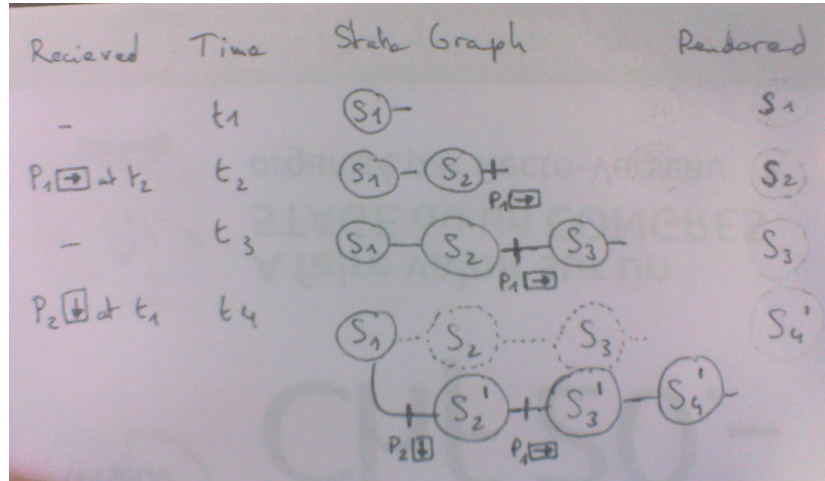 Recieved Time State Graph Rendered
- t1 S1 S1
P1 → at t2 t2 S1 S2 S2
P1 →
- t3 S1 S2 S3 S3
P1 →
P2 ↓ at t1 t4 S1 S2 S3 S4'
S2' S3' S4'
P2 ↓ P1 →